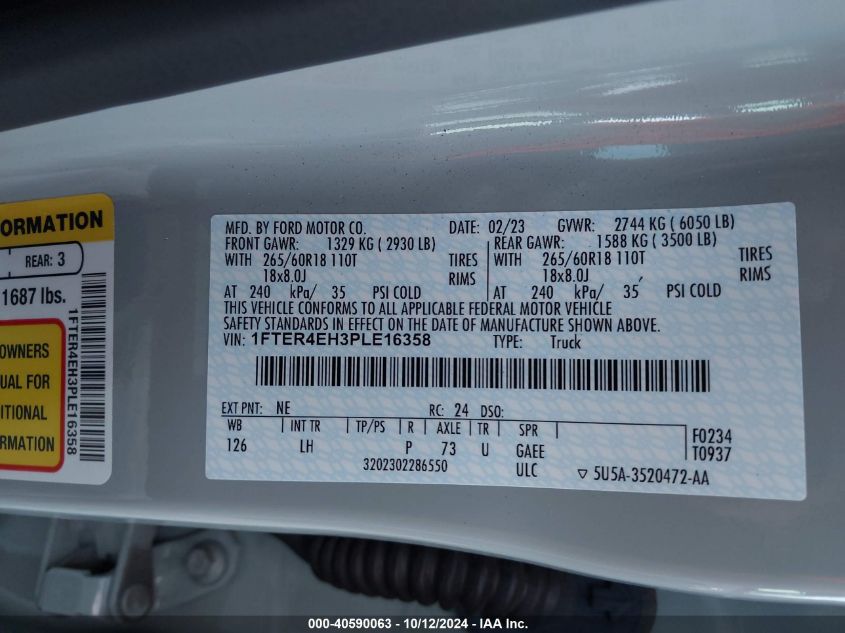 ORMATION
REAR: 3
1687 lbs.
OWNERS
UAL FOR
ITIONAL
RMATION
1FTER4EH3PLE16358
MFD. BY FORD MOTOR CO. DATE: 02/23 GVWR: 2744 KG ( 6050 LB)
FRONT GAWR: 1329 KG ( 2930 LB) REAR GAWR: 1588 KG ( 3500 LB)
WITH 265/60R18 110T TIRES WITH 265/60R18 110T TIRES
18x8.0J RIMS 18x8.0J RIMS
AT 240 kPa/ 35 PSI COLD AT 240 kPa/ 35 PSI COLD
THIS VEHICLE CONFORMS TO ALL APPLICABLE FEDERAL MOTOR VEHICLE
SAFETY STANDARDS IN EFFECT ON THE DATE OF MANUFACTURE SHOWN ABOVE.
VIN: 1FTER4EH3PLE16358 TYPE: Truck
EXT PNT: NE RC: 24 DSO:
WB INT TR TP/PS R AXLE TR SPR F0234
126 LH P 73 U GAEE T0937
3202302286550 ULC ▽ 5U5A-3520472-AA
000-40590063 - 10/12/2024 - IAA Inc.